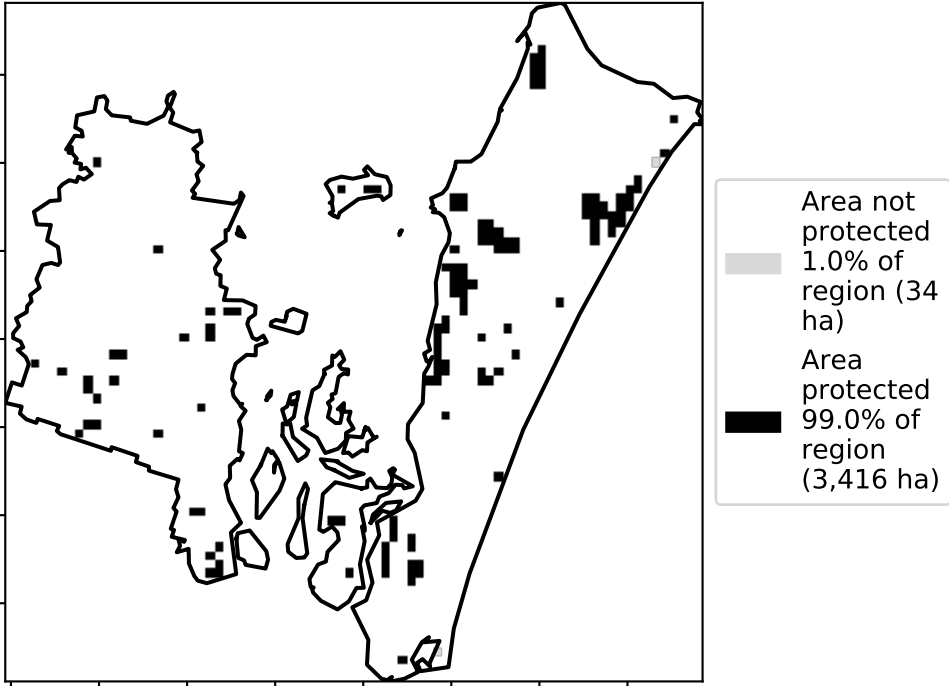 Area not
protected
1.0% of
region (34
ha)
Area
protected
99.0% of
region
(3,416 ha)